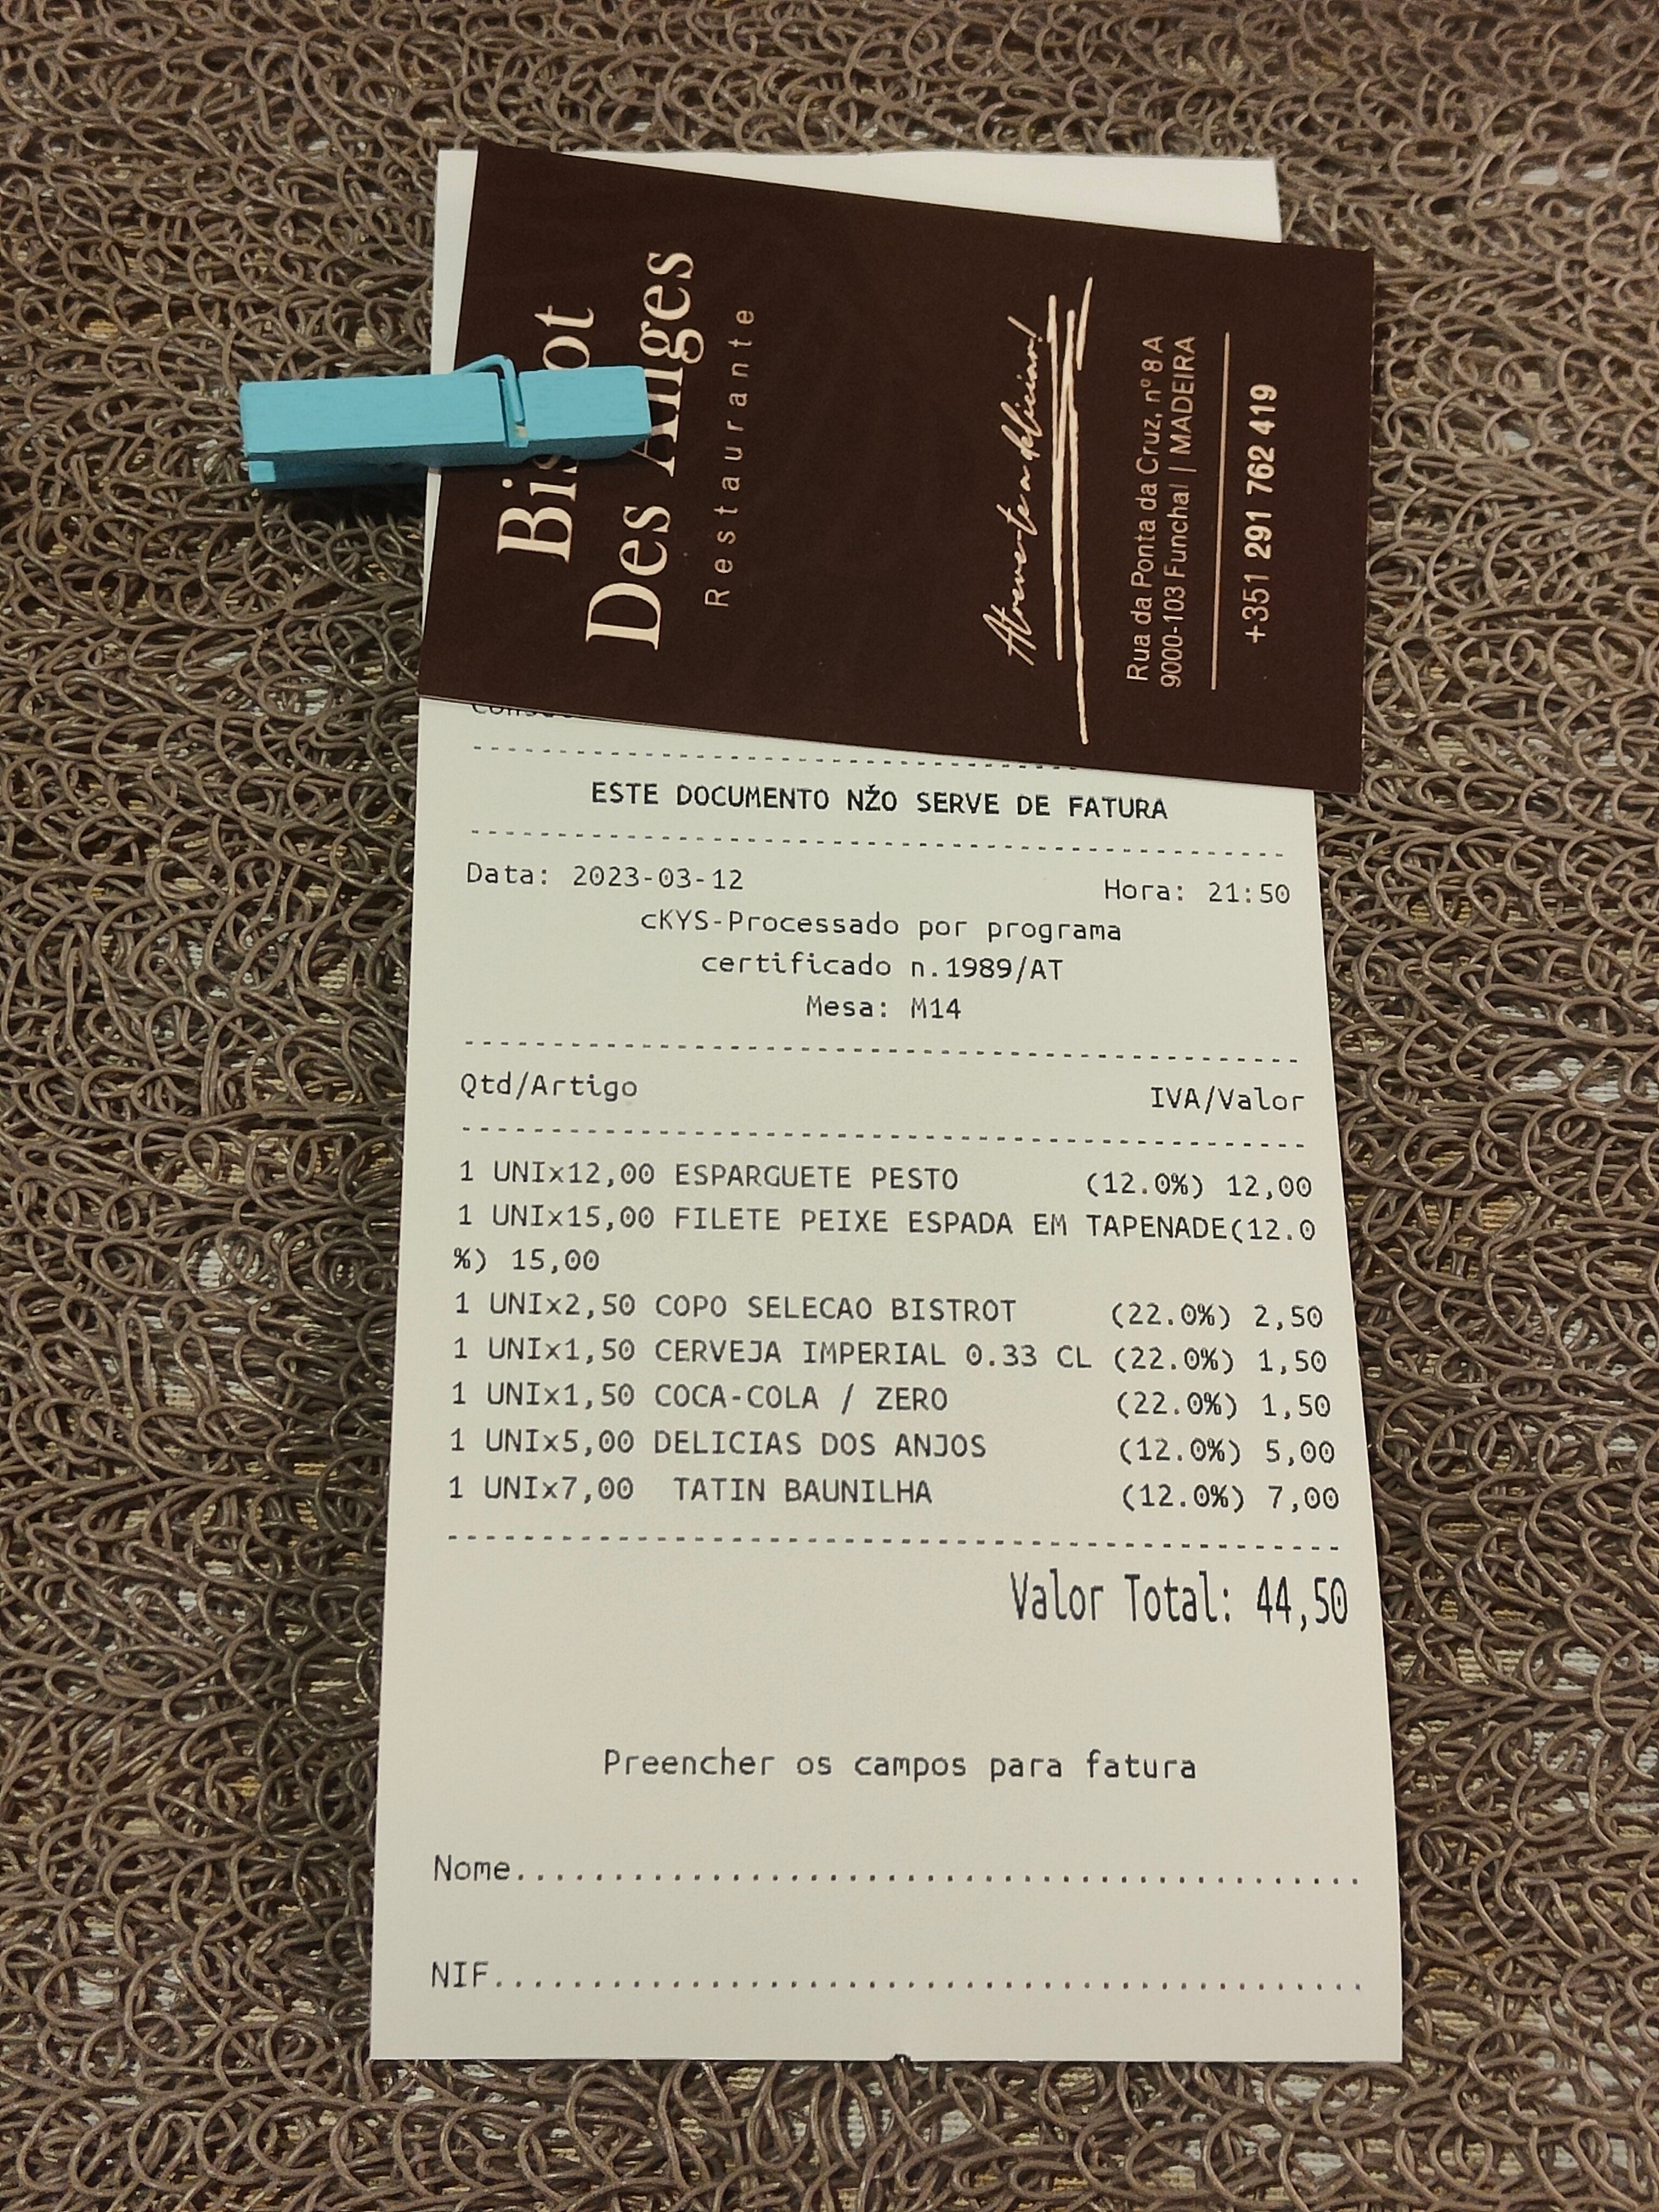 Bistrot
Des Anges
Restaurante
Atreve-te a deliciar!
Rua da Ponta da Cruz, nº 8 A
9000-103 Funchal | MADEIRA
+351 291 762 419
ESTE DOCUMENTO NŽO SERVE DE FATURA
Data: 2023-03-12 Hora: 21:50
cKYS-Processado por programa
certificado n.1989/AT
Mesa: M14
Qtd/Artigo IVA/Valor
1 UNIx12,00 ESPARGUETE PESTO (12.0%) 12,00
1 UNIx15,00 FILETE PEIXE ESPADA EM TAPENADE(12.0
%) 15,00
1 UNIx2,50 COPO SELECAO BISTROT (22.0%) 2,50
1 UNIx1,50 CERVEJA IMPERIAL 0.33 CL (22.0%) 1,50
1 UNIx1,50 COCA-COLA / ZERO (22.0%) 1,50
1 UNIx5,00 DELICIAS DOS ANJOS (12.0%) 5,00
1 UNIx7,00 TATIN BAUNILHA (12.0%) 7,00
Valor Total: 44,50
Preencher os campos para fatura
Nome..........................................
NIF............................................